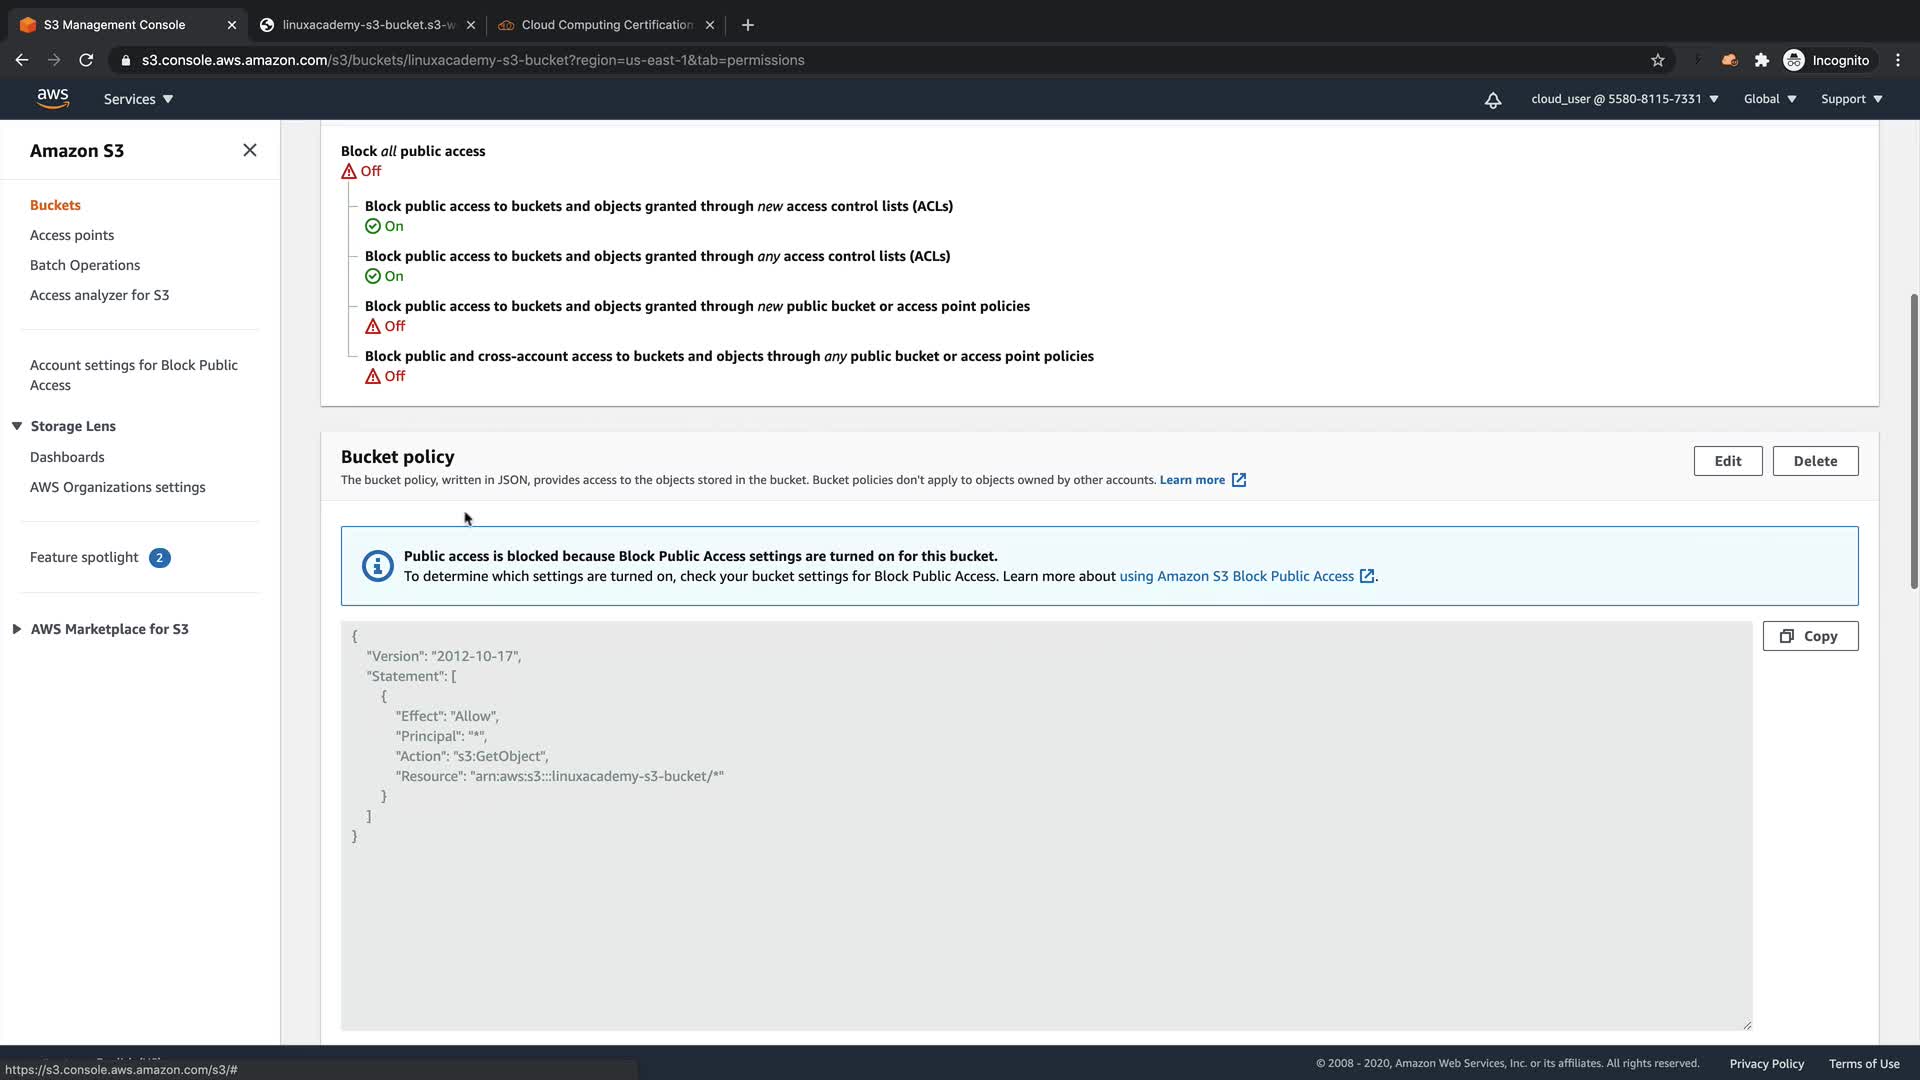 S3 Management Console
linuxacademy-s3-bucket.s3-w
Cloud Computing Certification
s3.console.aws.amazon.com/s3/buckets/linuxacademy-s3-bucket?region=us-east-1&tab=permissions
Incognito
aws
Services
cloud_user @ 5580-8115-7331
Global
Support
Amazon S3
Buckets
Access points
Batch Operations
Access analyzer for S3
Account settings for Block Public
Access
Storage Lens
Dashboards
AWS Organizations settings
Feature spotlight 2
AWS Marketplace for S3
Block all public access
Off
Block public access to buckets and objects granted through new access control lists (ACLs)
On
Block public access to buckets and objects granted through any access control lists (ACLs)
On
Block public access to buckets and objects granted through new public bucket or access point policies
Off
Block public and cross-account access to buckets and objects through any public bucket or access point policies
Off
Bucket policy
Edit
Delete
The bucket policy, written in JSON, provides access to the objects stored in the bucket. Bucket policies don't apply to objects owned by other accounts. Learn more
Public access is blocked because Block Public Access settings are turned on for this bucket.
To determine which settings are turned on, check your bucket settings for Block Public Access. Learn more about using Amazon S3 Block Public Access.
Copy
{
"Version": "2012-10-17",
"Statement": [
{
"Effect": "Allow",
"Principal": "*",
"Action": "s3:GetObject",
"Resource": "arn:aws:s3:::linuxacademy-s3-bucket/*"
}
]
}
https://s3.console.aws.amazon.com/s3/#
© 2008 - 2020, Amazon Web Services, Inc. or its affiliates. All rights reserved.
Privacy Policy
Terms of Use